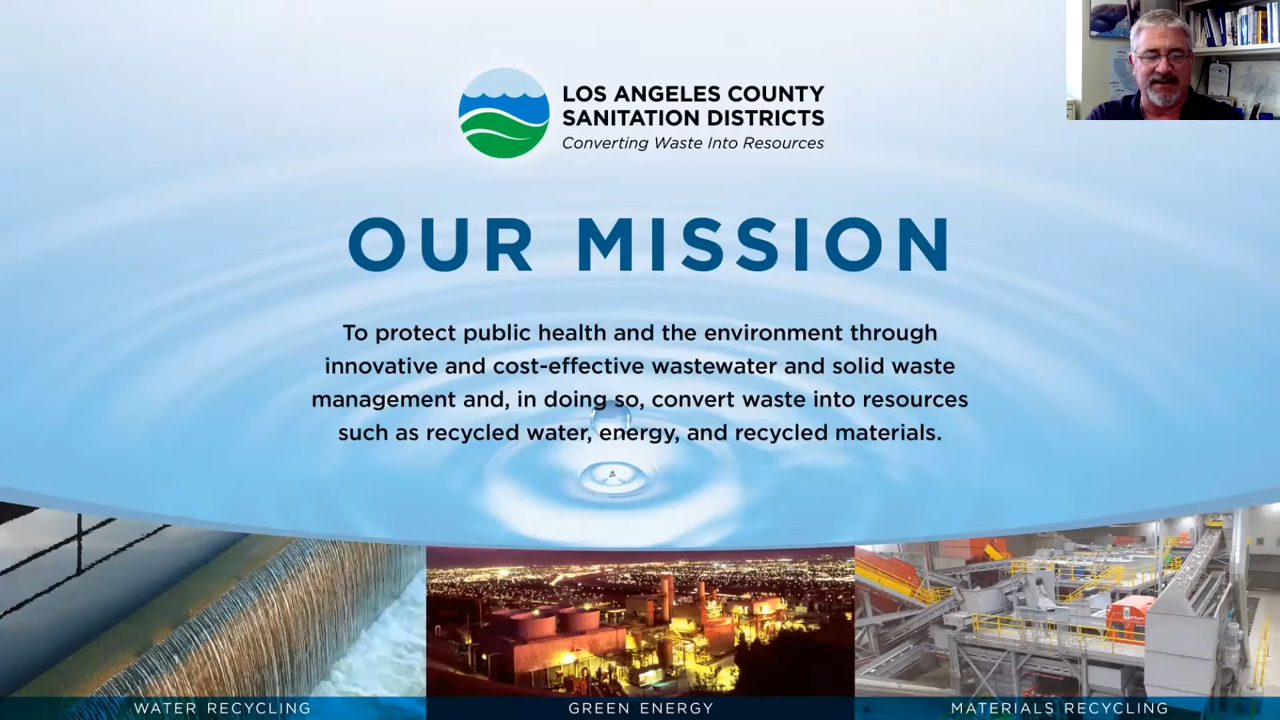 LOS ANGELES COUNTY
SANITATION DISTRICTS
Converting Waste Into Resources
OUR MISSION
To protect public health and the environment through
innovative and cost-effective wastewater and solid waste
management and, in doing so, convert waste into resources
such as recycled water, energy, and recycled materials.
WATER RECYCLING
GREEN ENERGY
MATERIALS RECYCLING